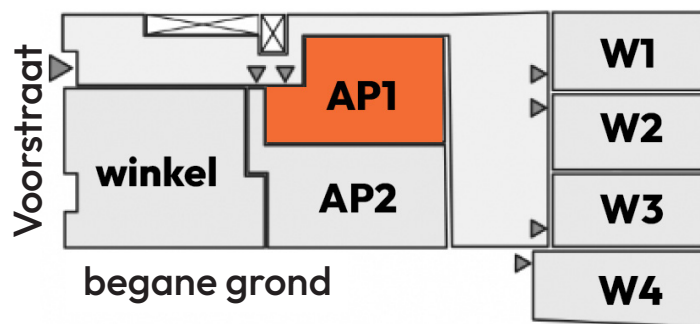 Voorstraat
winkel
AP1
AP2
W1
W2
W3
W4
begane grond